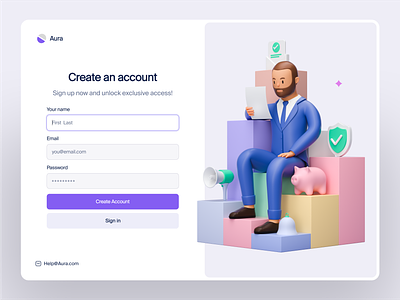 Aura
Create an account
Sign up now and unlock exclusive access!
Your name
First Last
Email
you@email.com
Password
Create Account
Sign in
Help@Aura.com